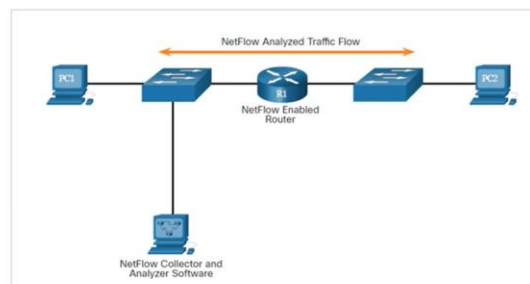 NetFlow Analyzed Traffic Flow
PC1
R1
PC2
NetFlow Enabled
Router
NetFlow Collector and
Analyzer Software